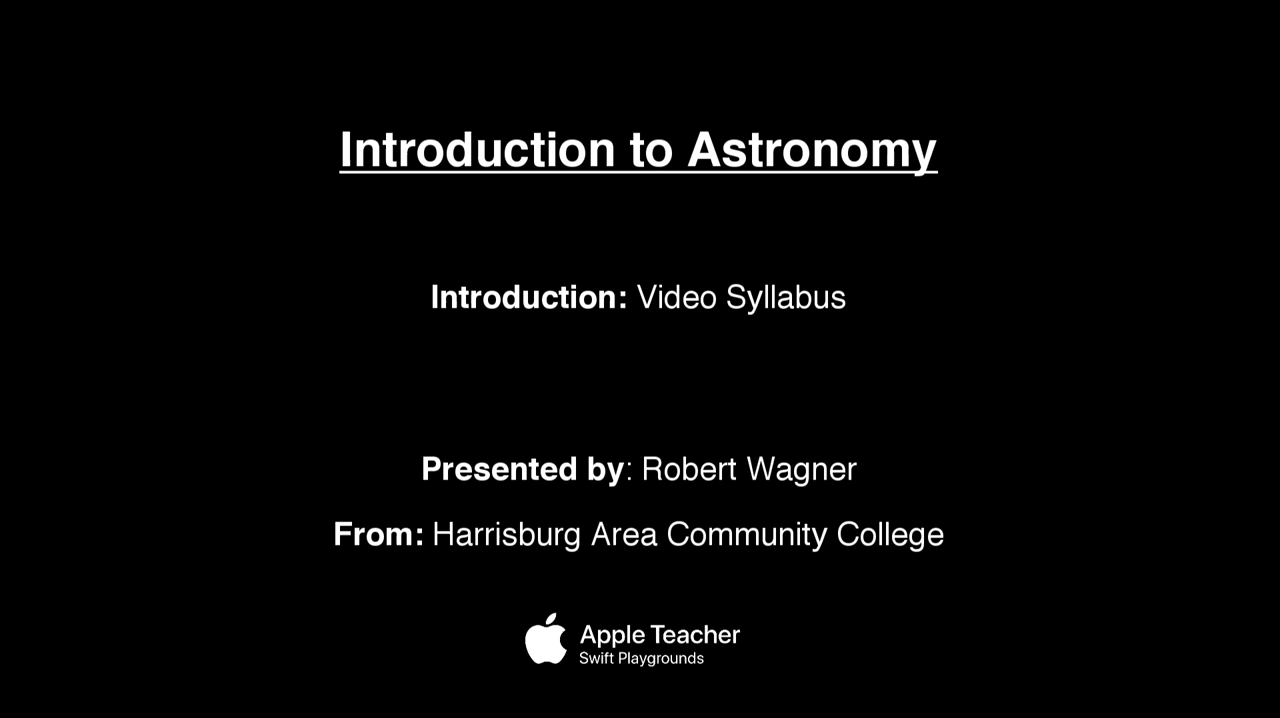 Introduction to Astronomy
Introduction: Video Syllabus
Presented by: Robert Wagner
From: Harrisburg Area Community College
Apple Teacher
Swift Playgrounds